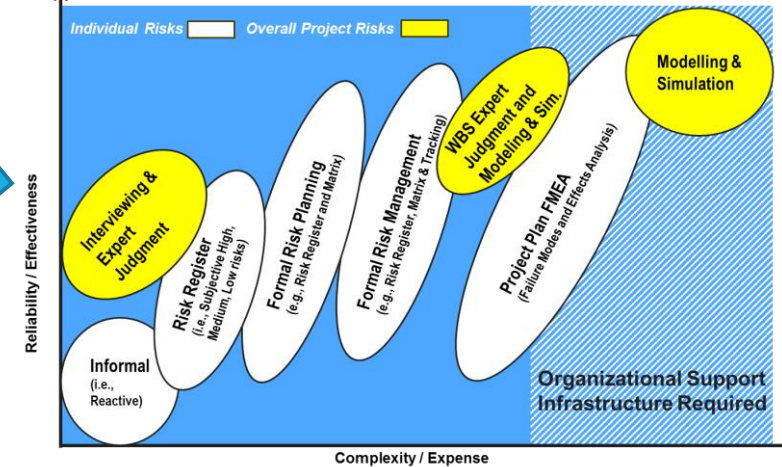 Individual Risks Overall Project Risks
Reliability / Effectiveness
Interviewing &
Expert
Judgment
Informal
(i.e.,
Reactive)
Risk Register
(i.e., Subjective High,
Medium, Low risks)
Formal Risk Planning
(e.g., Risk Register and Matrix)
Formal Risk Management
(e.g., Risk Register, Matrix & Tracking)
WBS Expert
Judgment and
Modeling & Sim.
Project Plan FMEA
(Failure Modes and Effects Analysis)
Modelling &
Simulation
Organizational Support
Infrastructure Required
Complexity / Expense